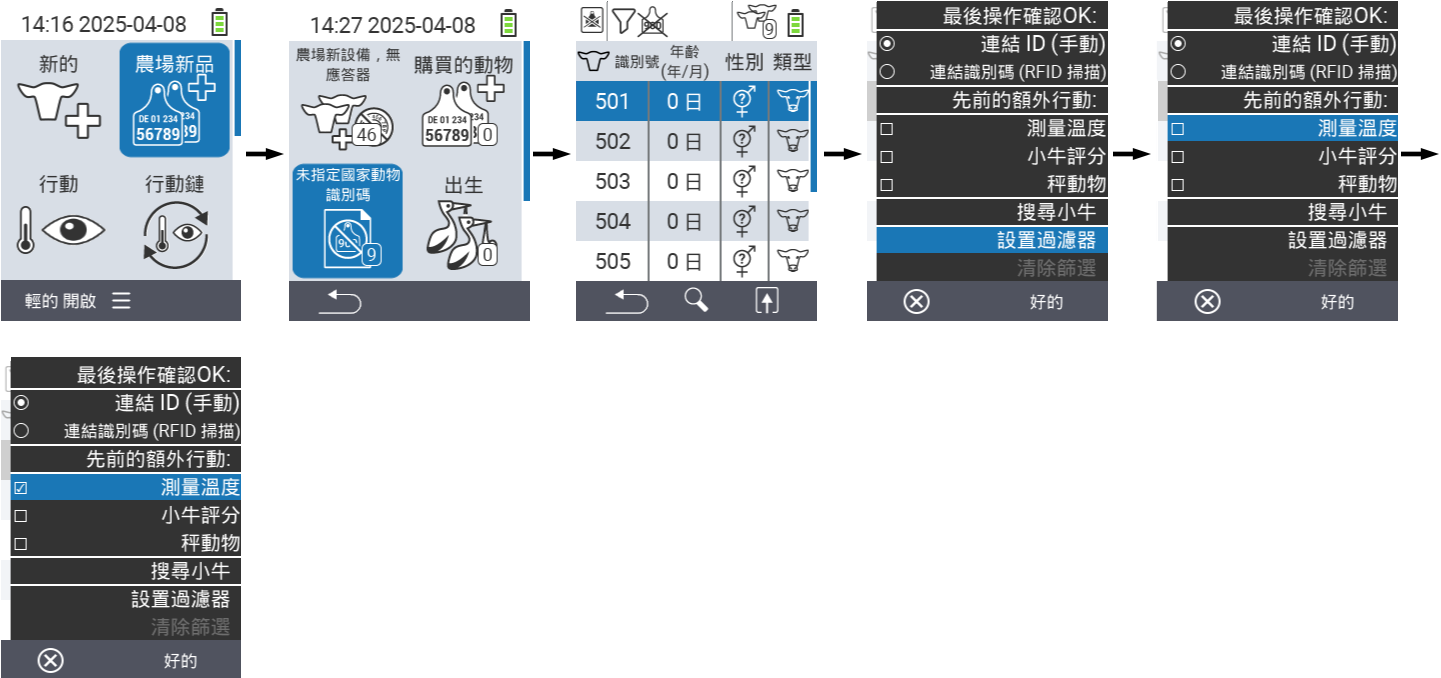 14:16 2025-04-08
新的
農場新品
DE 01 234
234
56789
39
行動
行動鏈
輕的 開啟
14:27 2025-04-08
農場新設備，無
應答器
購買的動物
46
DE 01 234
234
56789
0
未指定國家動物
識別碼
出生
900
9
0
980
9
識別號
年齡
(年/月)
性別
類型
501
0 日
502
0 日
503
0 日
504
0 日
505
0 日
最後操作確認OK:
連結 ID (手動)
連結識別碼 (RFID 掃描)
先前的額外行動:
測量溫度
小牛評分
秤動物
搜尋小牛
設置過濾器
清除篩選
好的
最後操作確認OK:
連結 ID (手動)
連結識別碼 (RFID 掃描)
先前的額外行動:
測量溫度
小牛評分
秤動物
搜尋小牛
設置過濾器
清除篩選
好的
最後操作確認OK:
連結 ID (手動)
連結識別碼 (RFID 掃描)
先前的額外行動:
測量溫度
小牛評分
秤動物
搜尋小牛
設置過濾器
清除篩選
好的